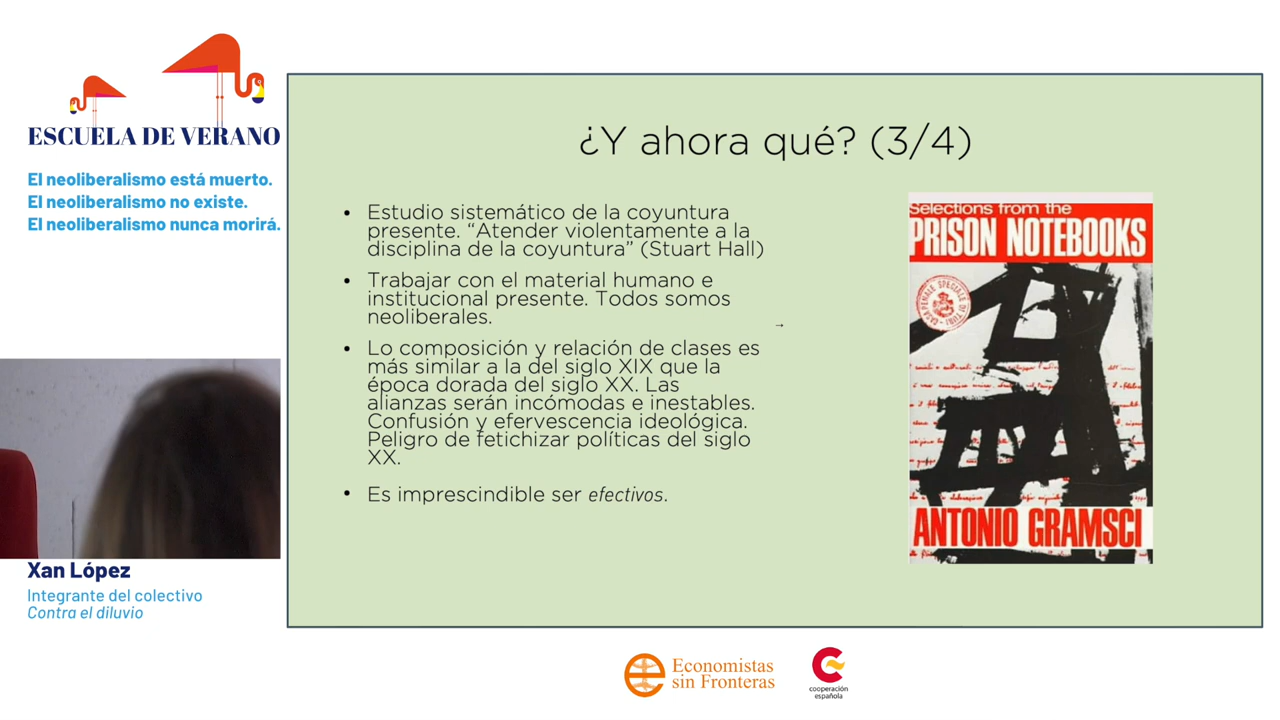 ESCUELA DE VERANO
El neoliberalismo está muerto.
El neoliberalismo no existe.
El neoliberalismo nunca morirá.
¿Y ahora qué? (3/4)
• Estudio sistemático de la coyuntura
presente. “Atender violentamente a la
disciplina de la coyuntura” (Stuart Hall)
• Trabajar con el material humano e
institucional presente. Todos somos
neoliberales.
→
• Lo composición y relación de clases es
más similar a la del siglo XIX que la
época dorada del siglo XX. Las
alianzas serán incómodas e inestables.
Confusión y efervescencia ideológica.
Peligro de fetichizar políticas del siglo
XX.
• Es imprescindible ser efectivos.
Selections from the
PRISON NOTEBOOKS
ANTONIO GRAMSCI
Xan López
Integrante del colectivo
Contra el diluvio
Economistas
sin Fronteras
cooperación
española